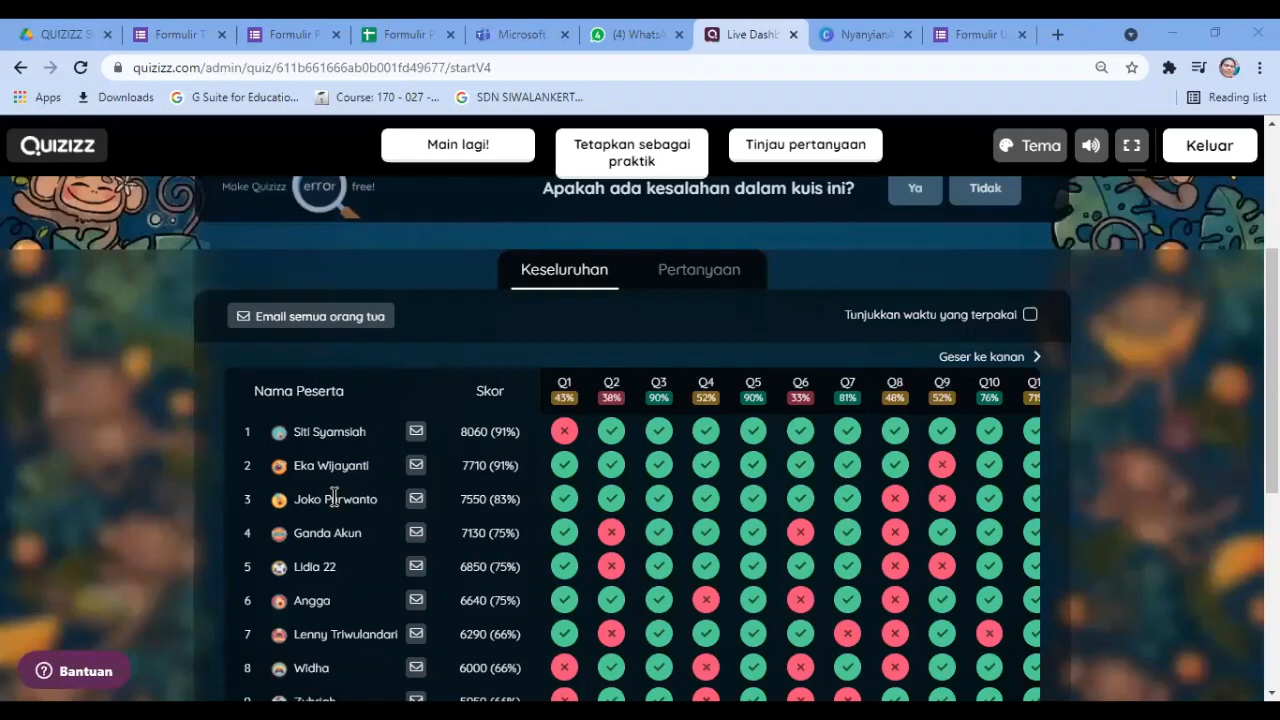 QUIZIZZ S
Formulir T
Formulir P
Formulir P
Microsoft
(4) Whats
Live Dashb
Nyanyian
Formulir U
quizizz.com/admin/quiz/611b661666ab0b001fd49677/startV4
Apps
Downloads
G Suite for Educatio...
Course: 170 - 027 -...
SDN SIWALANKERT...
Reading list
QUIZIZZ
Main lagi!
Tetapkan sebagai
praktik
Tinjau pertanyaan
Tema
Keluar
Make Quizizz error free!
Apakah ada kesalahan dalam kuis ini?
Ya
Tidak
Keseluruhan
Pertanyaan
Email semua orang tua
Tunjukkan waktu yang terpakai
Geser ke kanan
Nama Peserta Skor Q1 Q2 Q3 Q4 Q5 Q6 Q7 Q8 Q9 Q10 Q1
43% 38% 90% 52% 90% 33% 81% 48% 52% 76% 71%
1 Siti Syamsiah 8060 (91%)
2 Eka Wijayanti 7710 (91%)
3 Joko Purwanto 7550 (83%)
4 Ganda Akun 7130 (75%)
5 Lidia 22 6850 (75%)
6 Angga 6640 (75%)
7 Lenny Triwulandari 6290 (66%)
8 Widha 6000 (66%)
Bantuan